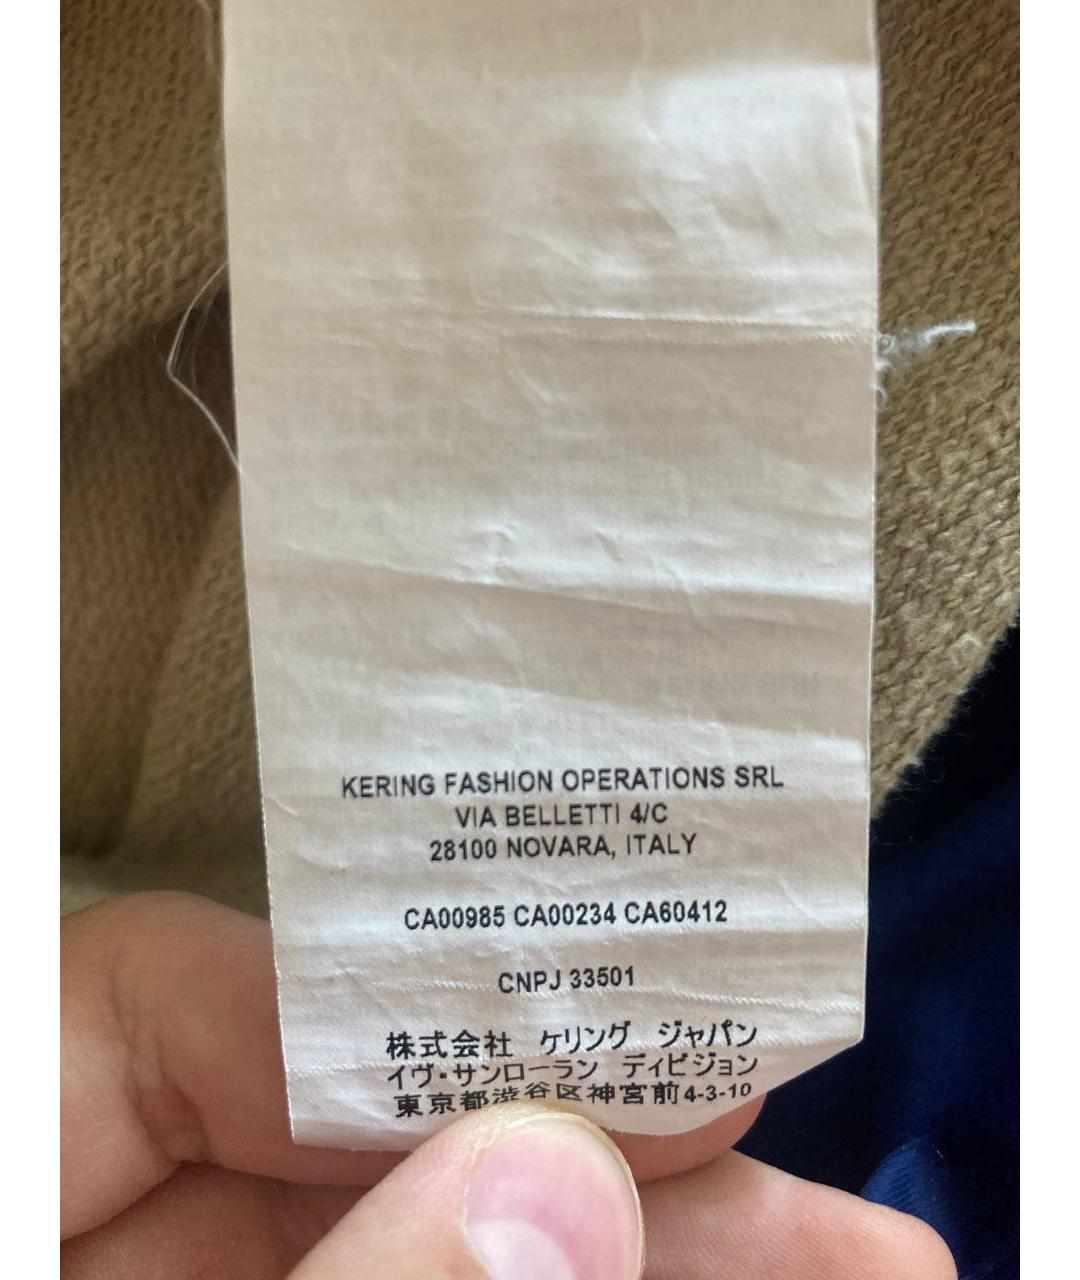 KERING FASHION OPERATIONS SRL
VIA BELLETTI 4/C
28100 NOVARA, ITALY
CA00985 CA00234 CA60412
CNPJ 33501
株式会社 ケリング ジャパン
イヴ・サンローラン ディビジョン
東京都渋谷区神宮前4-3-10